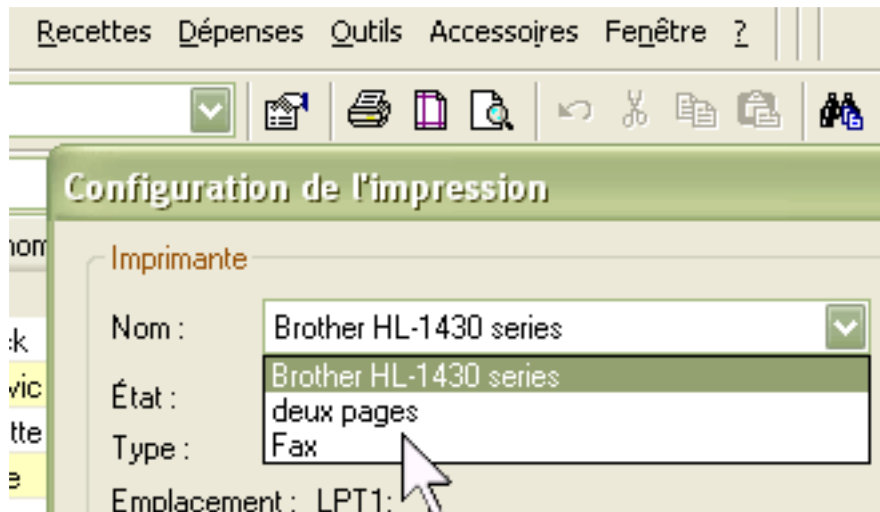 Recettes Dépenses Outils Accessoires Fenêtre ?
Configuration de l'impression
Imprimante
Nom : Brother HL-1430 series
Brother HL-1430 series
État :
deux pages
Type :
Fax
Emplacement : LPT1: